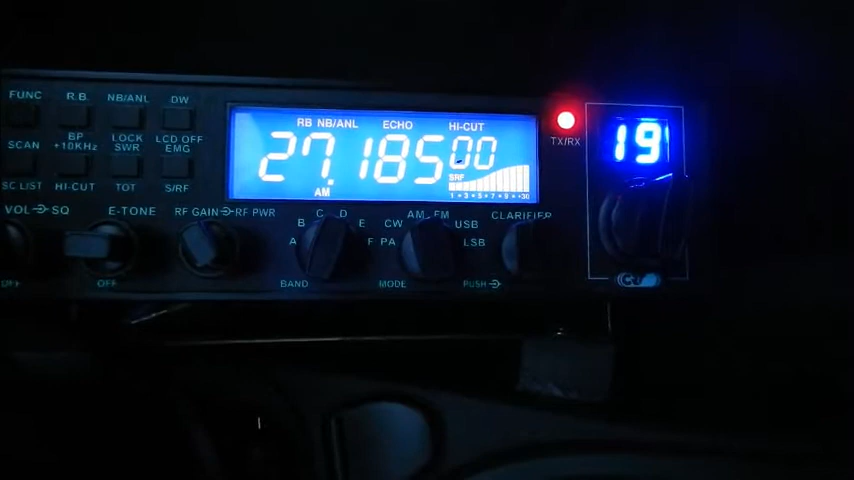 FUNC R.B. NB/ANL DW
RB NB/ANL ECHO HI-CUT
27.185 00
AM
SRF
1 • 3 • 5 • 7 • 9 • +30
TX/RX
19
BP
+10KHz
LOCK
SWR
LCD OFF
EMG
SCAN
SC LIST HI-CUT TOT S/RF
VOL SQ E-TONE RF GAIN RF PWR
OFF OFF
A B C D E F
BAND
PA CW AM FM USB LSB
MODE
CLARIFIER
PUSH